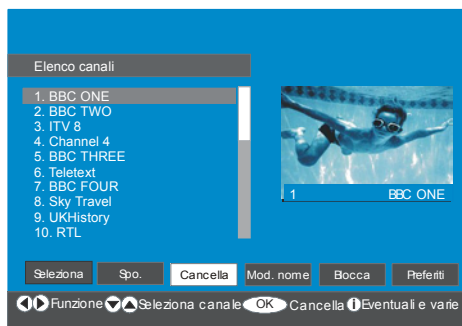 Elenco canali
1. BBC ONE
2. BBC TWO
3. ITV 8
4. Channel 4
5. BBC THREE
6. Teletext
7. BBC FOUR
8. Sky Travel
9. UKHistory
10. RTL
1 BBC ONE
Seleziona Spo. Cancella Mod. nome Blocca Preferiti
Funzione Seleziona canale OK Cancella i Eventuali e varie